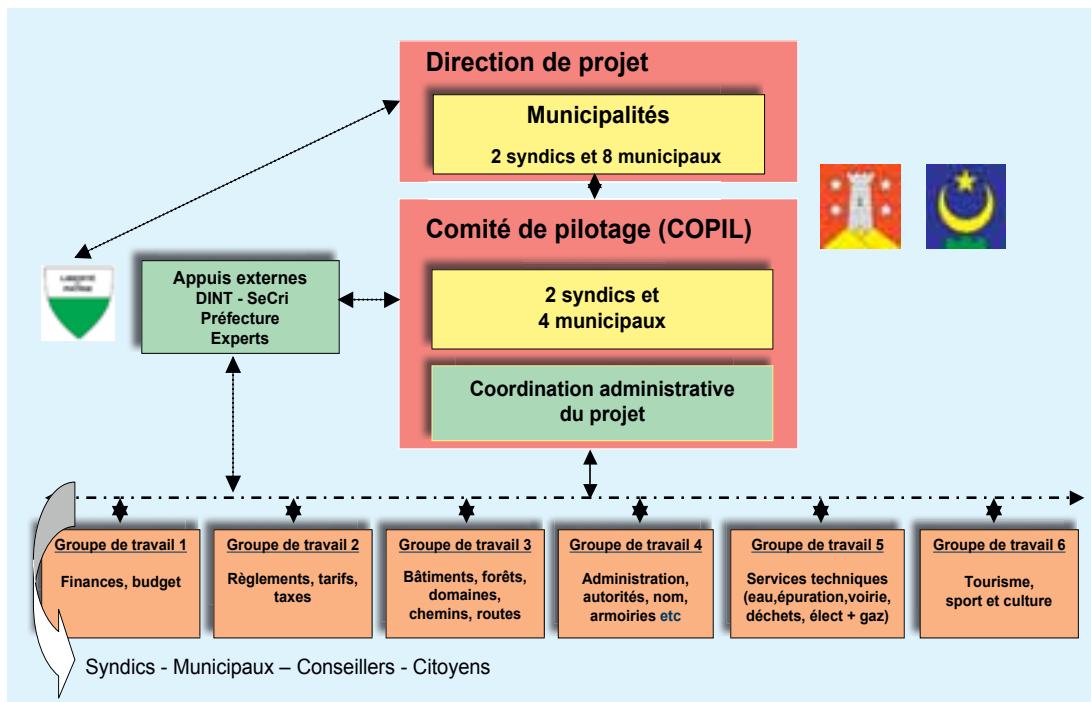 Direction de projet
Municipalités
2 syndics et 8 municipaux
Comité de pilotage (COPIL)
2 syndics et
4 municipaux
Coordination administrative
du projet
LIBERTÉ
ET
PATRIE
Appuis externes
DINT - SeCri
Préfecture
Experts
Groupe de travail 1
Finances, budget
Groupe de travail 2
Règlements, tarifs,
taxes
Groupe de travail 3
Bâtiments, forêts,
domaines,
chemins, routes
Groupe de travail 4
Administration,
autorités, nom,
armoiries etc
Groupe de travail 5
Services techniques
(eau,épuration,voirie,
déchets, élect + gaz)
Groupe de travail 6
Tourisme,
sport et culture
Syndics - Municipaux – Conseillers - Citoyens